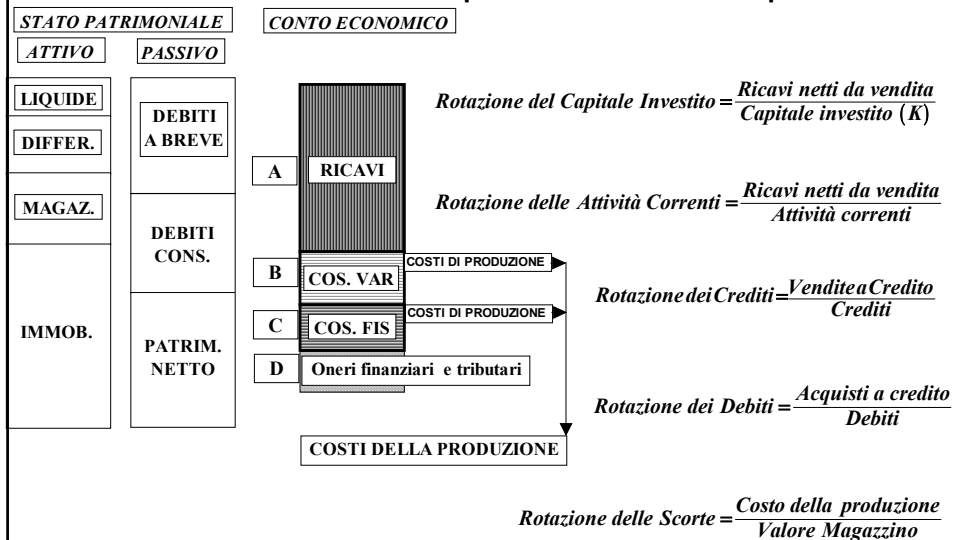 STATO PATRIMONIALE
CONTO ECONOMICO
ATTIVO
PASSIVO
LIQUIDE
DIFFER.
MAGAZ.
IMMOB.
DEBITI
A BREVE
DEBITI
CONS.
PATRIM.
NETTO
A
RICAVI
B
COS. VAR
COSTI DI PRODUZIONE
C
COS. FIS
COSTI DI PRODUZIONE
D
Oneri finanziari e tributari
COSTI DELLA PRODUZIONE
Rotazione del Capitale Investito = Ricavi netti da vendita
Capitale investito (K)
Rotazione delle Attività Correnti = Ricavi netti da vendita
Attività correnti
Rotazione dei Crediti = Vendite a Credito
Crediti
Rotazione dei Debiti = Acquisti a credito
Debiti
Rotazione delle Scorte = Costo della produzione
Valore Magazzino